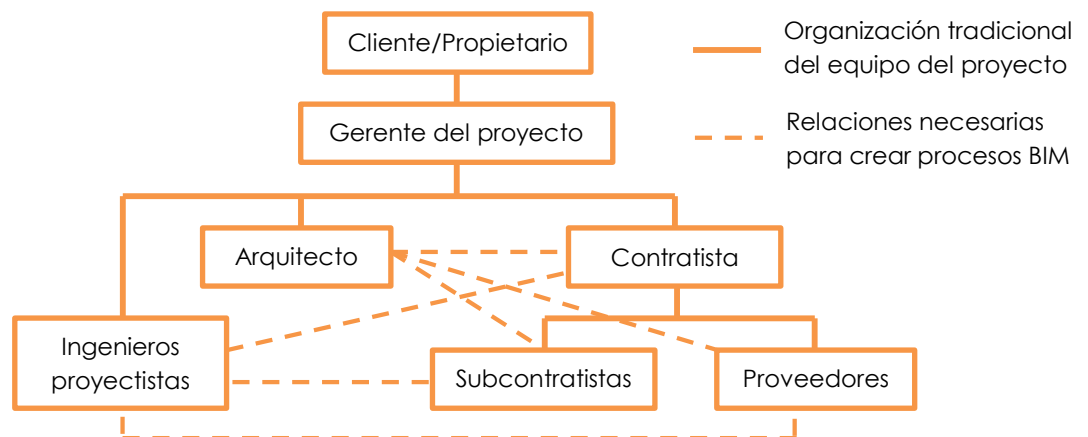 Cliente/Propietario
Organización tradicional
del equipo del proyecto
Gerente del proyecto
Relaciones necesarias
para crear procesos BIM
Arquitecto
Contratista
Ingenieros
proyectistas
Subcontratistas
Proveedores